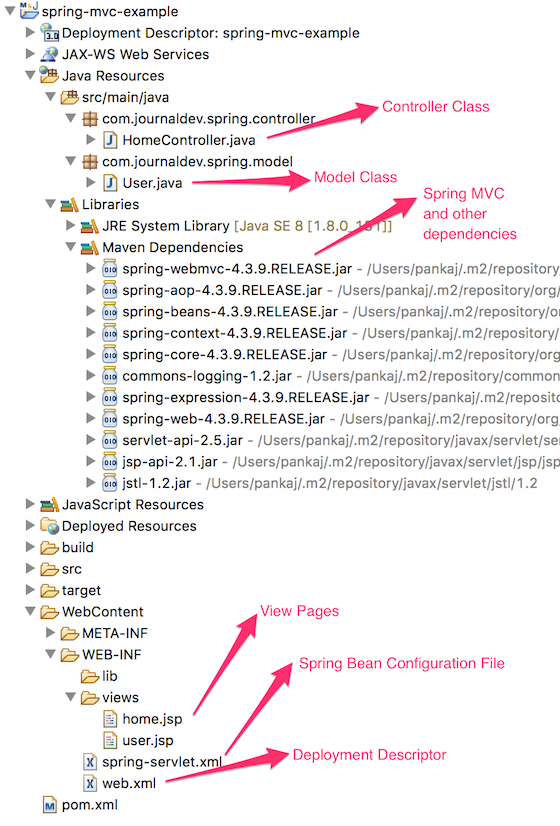 spring-mvc-example
Deployment Descriptor: spring-mvc-example
JAX-WS Web Services
Java Resources
src/main/java
com.journaldev.spring.controller
Controller Class
HomeController.java
com.journaldev.spring.model
Model Class
User.java
Spring MVC
and other
dependencies
Libraries
JRE System Library [Java SE 8 [1.8.0_131]]
Maven Dependencies
spring-webmvc-4.3.9.RELEASE.jar - /Users/pankaj/.m2/repository/
spring-aop-4.3.9.RELEASE.jar - /Users/pankaj/.m2/repository/org/
spring-beans-4.3.9.RELEASE.jar - /Users/pankaj/.m2/repository/o
spring-context-4.3.9.RELEASE.jar - /Users/pankaj/.m2/repository/
spring-core-4.3.9.RELEASE.jar - /Users/pankaj/.m2/repository/org
commons-logging-1.2.jar - /Users/pankaj/.m2/repository/common
spring-expression-4.3.9.RELEASE.jar - /Users/pankaj/.m2/reposito
spring-web-4.3.9.RELEASE.jar - /Users/pankaj/.m2/repository/org,
servlet-api-2.5.jar - /Users/pankaj/.m2/repository/javax/servlet/se
jsp-api-2.1.jar - /Users/pankaj/.m2/repository/javax/servlet/jsp/jsp
jstl-1.2.jar - /Users/pankaj/.m2/repository/javax/servlet/jstl/1.2
JavaScript Resources
Deployed Resources
build
src
target
WebContent
View Pages
META-INF
WEB-INF
Spring Bean Configuration File
lib
views
home.jsp
user.jsp
Deployment Descriptor
spring-servlet.xml
web.xml
pom.xml